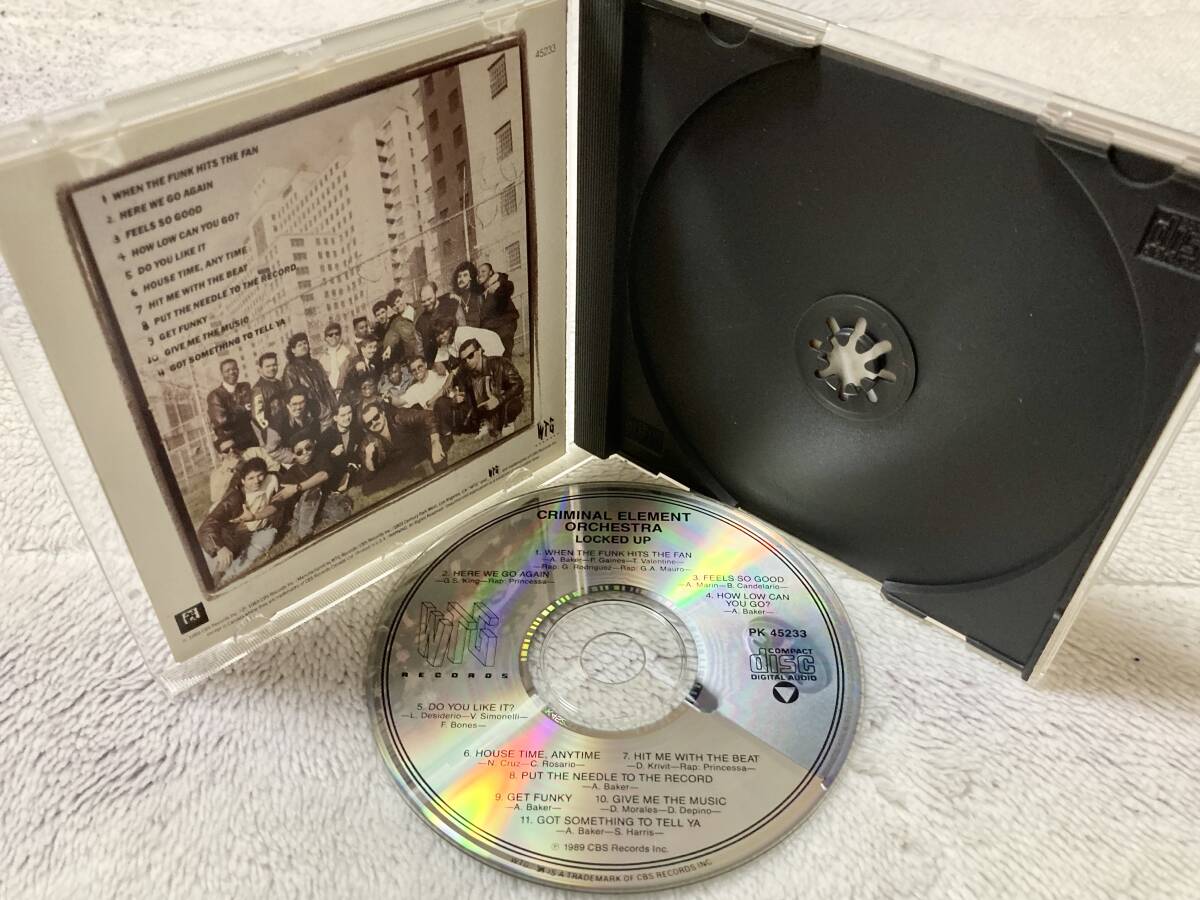 45233
1 WHEN THE FUNK HITS THE FAN
2 HERE WE GO AGAIN
3 FEELS SO GOOD
4 HOW LOW CAN YOU GO?
5 DO YOU LIKE IT
6 HOUSE TIME, ANY TIME
7 HIT ME WITH THE BEAT
8 PUT THE NEEDLE TO THE RECORD
9 GET FUNKY
10 GIVE ME THE MUSIC
11 GOT SOMETHING TO TELL YA
WTG
CRIMINAL ELEMENT
ORCHESTRA
LOCKED UP
1. WHEN THE FUNK HITS THE FAN
—A. Baker—F. Gaines—T. Valentine—
—Rap: G. Rodriguez—Rap: G.A. Mauro—
2. HERE WE GO AGAIN
—G.S. King—Rap: Princessa—
3. FEELS SO GOOD
—A. Marin—B. Candelario—
4. HOW LOW CAN
YOU GO?
—A. Baker—
WTG
RECORDS
PK 45233
COMPACT
disc
DIGITAL AUDIO
5. DO YOU LIKE IT?
—L. Desiderio—V. Simonelli—
F. Bones—
6. HOUSE TIME, ANYTIME
—N. Cruz—C. Rosario—
7. HIT ME WITH THE BEAT
—D. Krivit—Rap: Princessa—
8. PUT THE NEEDLE TO THE RECORD
—A. Baker—
9. GET FUNKY
—A. Baker—
10. GIVE ME THE MUSIC
—D. Morales—D. Depino—
11. GOT SOMETHING TO TELL YA
—A. Baker—S. Harris—
℗ 1989 CBS Records Inc.
WTG IS A TRADEMARK OF CBS RECORDS INC.